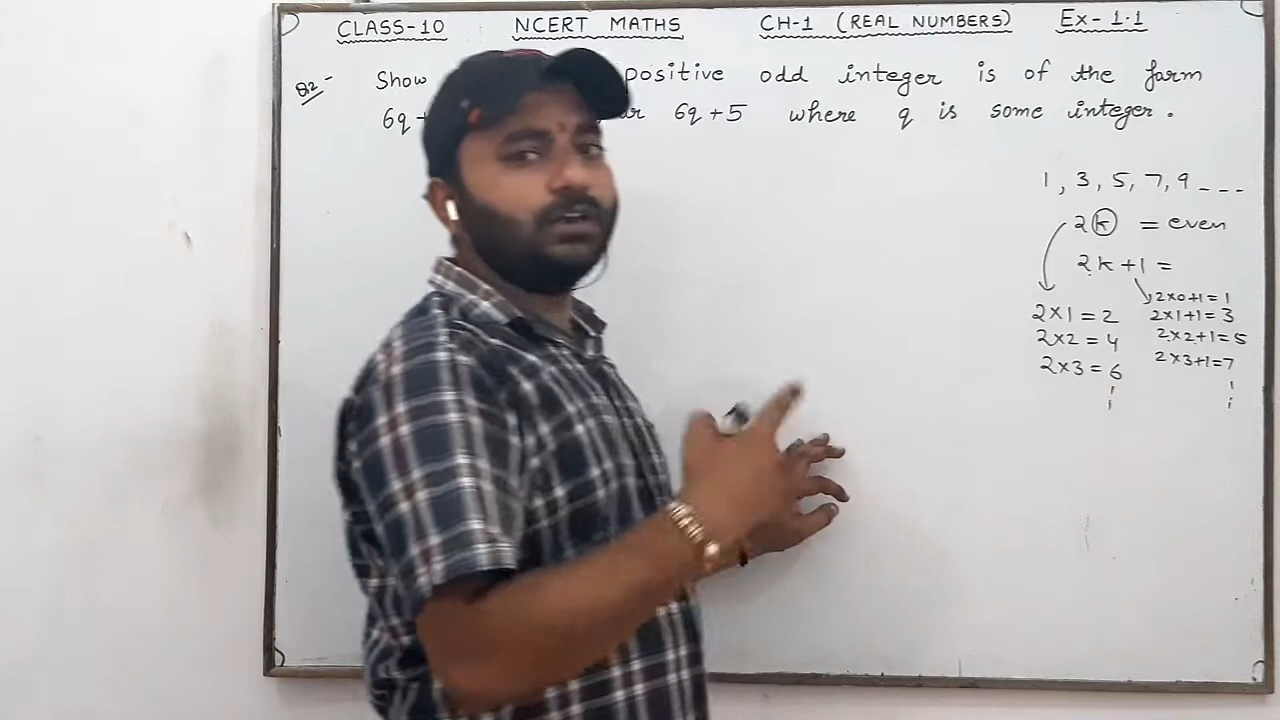 CLASS-10 NCERT MATHS CH-1 (REAL NUMBERS) Ex-1.1
Q2- Show positive odd integer is of the form
6q+ or 6q+5 where q is some integer.
1, 3, 5, 7, 9 ---
2k = even
2k+1 =
2×0+1=1
2×1=2 2×1+1=3
2×2=4 2×2+1=5
2×3=6 2×3+1=7